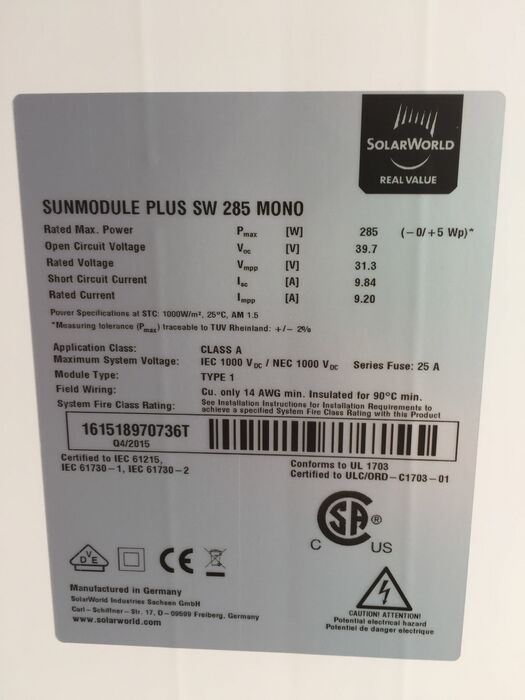 SOLARWORLD
REAL VALUE
SUNMODULE PLUS SW 285 MONO
Rated Max. Power Pmax [W] 285 (−0/+5 Wp)*
Open Circuit Voltage Voc [V] 39.7
Rated Voltage Vmpp [V] 31.3
Short Circuit Current Isc [A] 9.84
Rated Current Impp [A] 9.20
Power Specifications at STC: 1000W/m², 25°C, AM 1.5
*Measuring tolerance (Pmax) traceable to TUV Rheinland: +/− 2%
Application Class: CLASS A
Maximum System Voltage: IEC 1000 VDC / NEC 1000 VDC Series Fuse: 25 A
Module Type: TYPE 1
Field Wiring: Cu. only 14 AWG min. Insulated for 90°C min.
System Fire Class Rating: See Installation Instructions for Installation Requirements to
achieve a specified System Fire Class Rating with this Product
161518970736T
Q4/2015
Certified to IEC 61215,
IEC 61730−1, IEC 61730−2
Conforms to UL 1703
Certified to ULC/ORD−C1703−01
CSA ®
C US
DVE
CE
Manufactured in Germany
SolarWorld Industries Sachsen GmbH
Carl−Schiffner−Str. 17, D−09599 Freiberg, Germany
www.solarworld.com
CAUTION! ATTENTION!
Potential electrical hazard
Potentiel de danger electrique